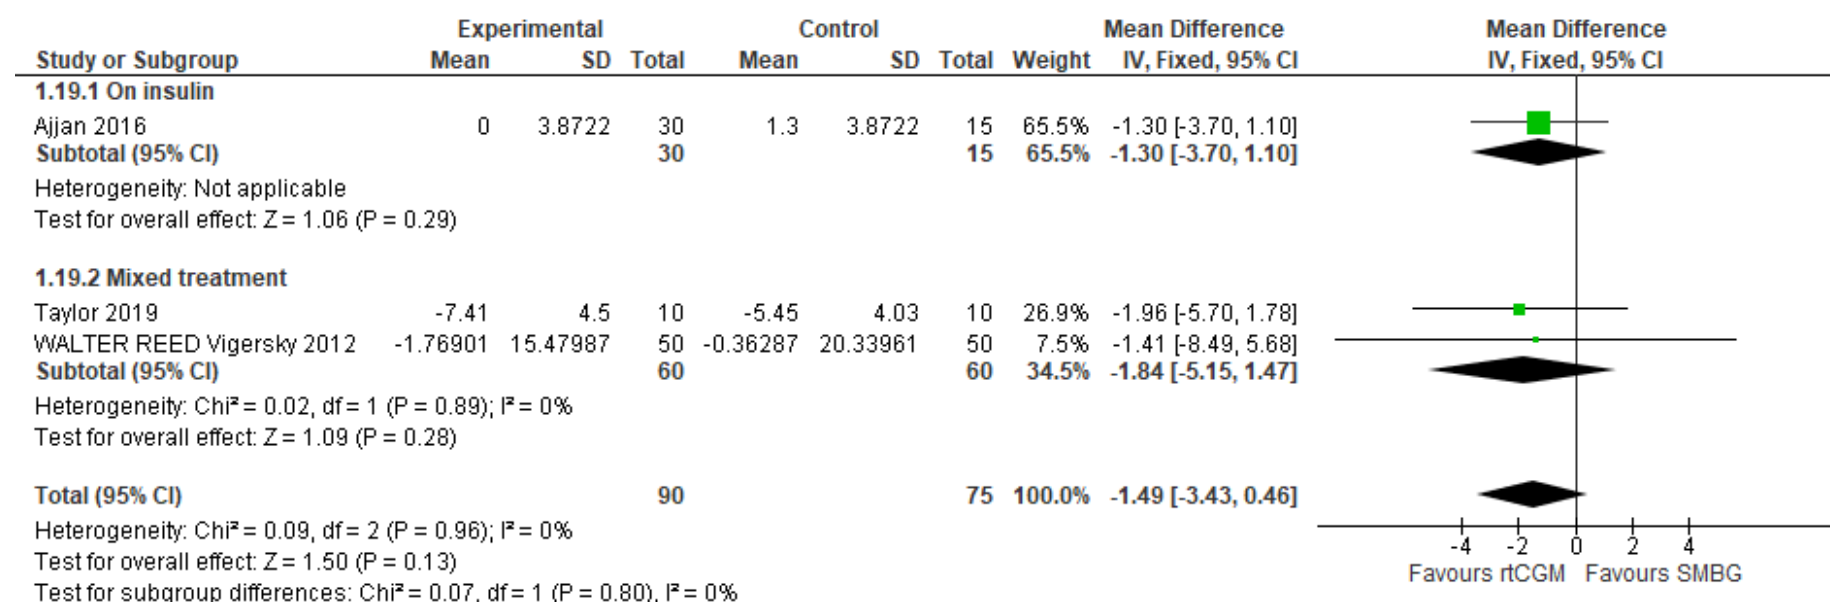 Experimental Control Mean Difference Mean Difference
Study or Subgroup Mean SD Total Mean SD Total Weight IV, Fixed, 95% CI IV, Fixed, 95% CI
1.19.1 On insulin
Ajjan 2016 0 3.8722 30 1.3 3.8722 15 65.5% -1.30 [-3.70, 1.10]
Subtotal (95% CI) 30 15 65.5% -1.30 [-3.70, 1.10]
Heterogeneity: Not applicable
Test for overall effect: Z = 1.06 (P = 0.29)
1.19.2 Mixed treatment
Taylor 2019 -7.41 4.5 10 -5.45 4.03 10 26.9% -1.96 [-5.70, 1.78]
WALTER REED Vigersky 2012 -1.76901 15.47987 50 -0.36287 20.33961 50 7.5% -1.41 [-8.49, 5.68]
Subtotal (95% CI) 60 60 34.5% -1.84 [-5.15, 1.47]
Heterogeneity: Chi² = 0.02, df = 1 (P = 0.89); I² = 0%
Test for overall effect: Z = 1.09 (P = 0.28)
Total (95% CI) 90 75 100.0% -1.49 [-3.43, 0.46]
Heterogeneity: Chi² = 0.09, df = 2 (P = 0.96); I² = 0%
Test for overall effect: Z = 1.50 (P = 0.13)
Test for subgroup differences: Chi² = 0.07, df = 1 (P = 0.80), I² = 0%
-4 -2 0 2 4
Favours rtCGM Favours SMBG